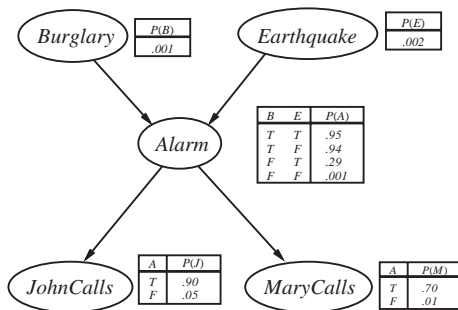 Burglary
P(B)
.001
Earthquake
P(E)
.002
Alarm
B E P(A)
T T .95
T F .94
F T .29
F F .001
JohnCalls
A P(J)
T .90
F .05
MaryCalls
A P(M)
T .70
F .01